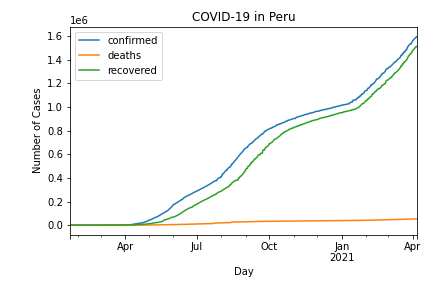 COVID-19 in Peru
1e6
confirmed
deaths
recovered
Number of Cases
1.6
1.4
1.2
1.0
0.8
0.6
0.4
0.2
0.0
Apr
Jul
Oct
Jan
2021
Apr
Day